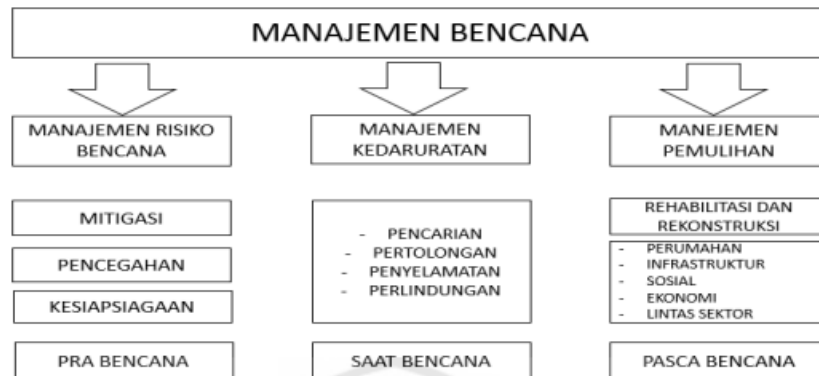 MANAJEMEN BENCANA
MANAJEMEN RISIKO
BENCANA
MANAJEMEN
KEDARURATAN
MANEJEMEN
PEMULIHAN
MITIGASI
PENCEGAHAN
KESIAPSIAGAAN
- PENCARIAN
- PERTOLONGAN
- PENYELAMATAN
- PERLINDUNGAN
REHABILITASI DAN
REKONSTRUKSI
- PERUMAHAN
- INFRASTRUKTUR
- SOSIAL
- EKONOMI
- LINTAS SEKTOR
PRA BENCANA
SAAT BENCANA
PASCA BENCANA